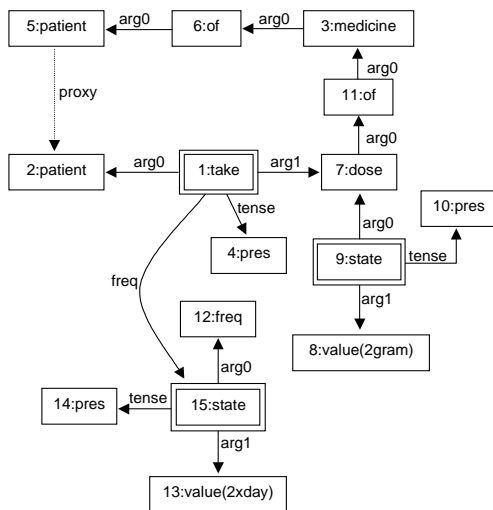 5:patient
arg0
6:of
arg0
3:medicine
arg0
11:of
proxy
arg0
2:patient
arg0
1:take
arg1
7:dose
10:pres
tense
arg0
4:pres
9:state
tense
freq
12:freq
arg1
8:value(2gram)
arg0
14:pres
tense
15:state
arg1
13:value(2xday)